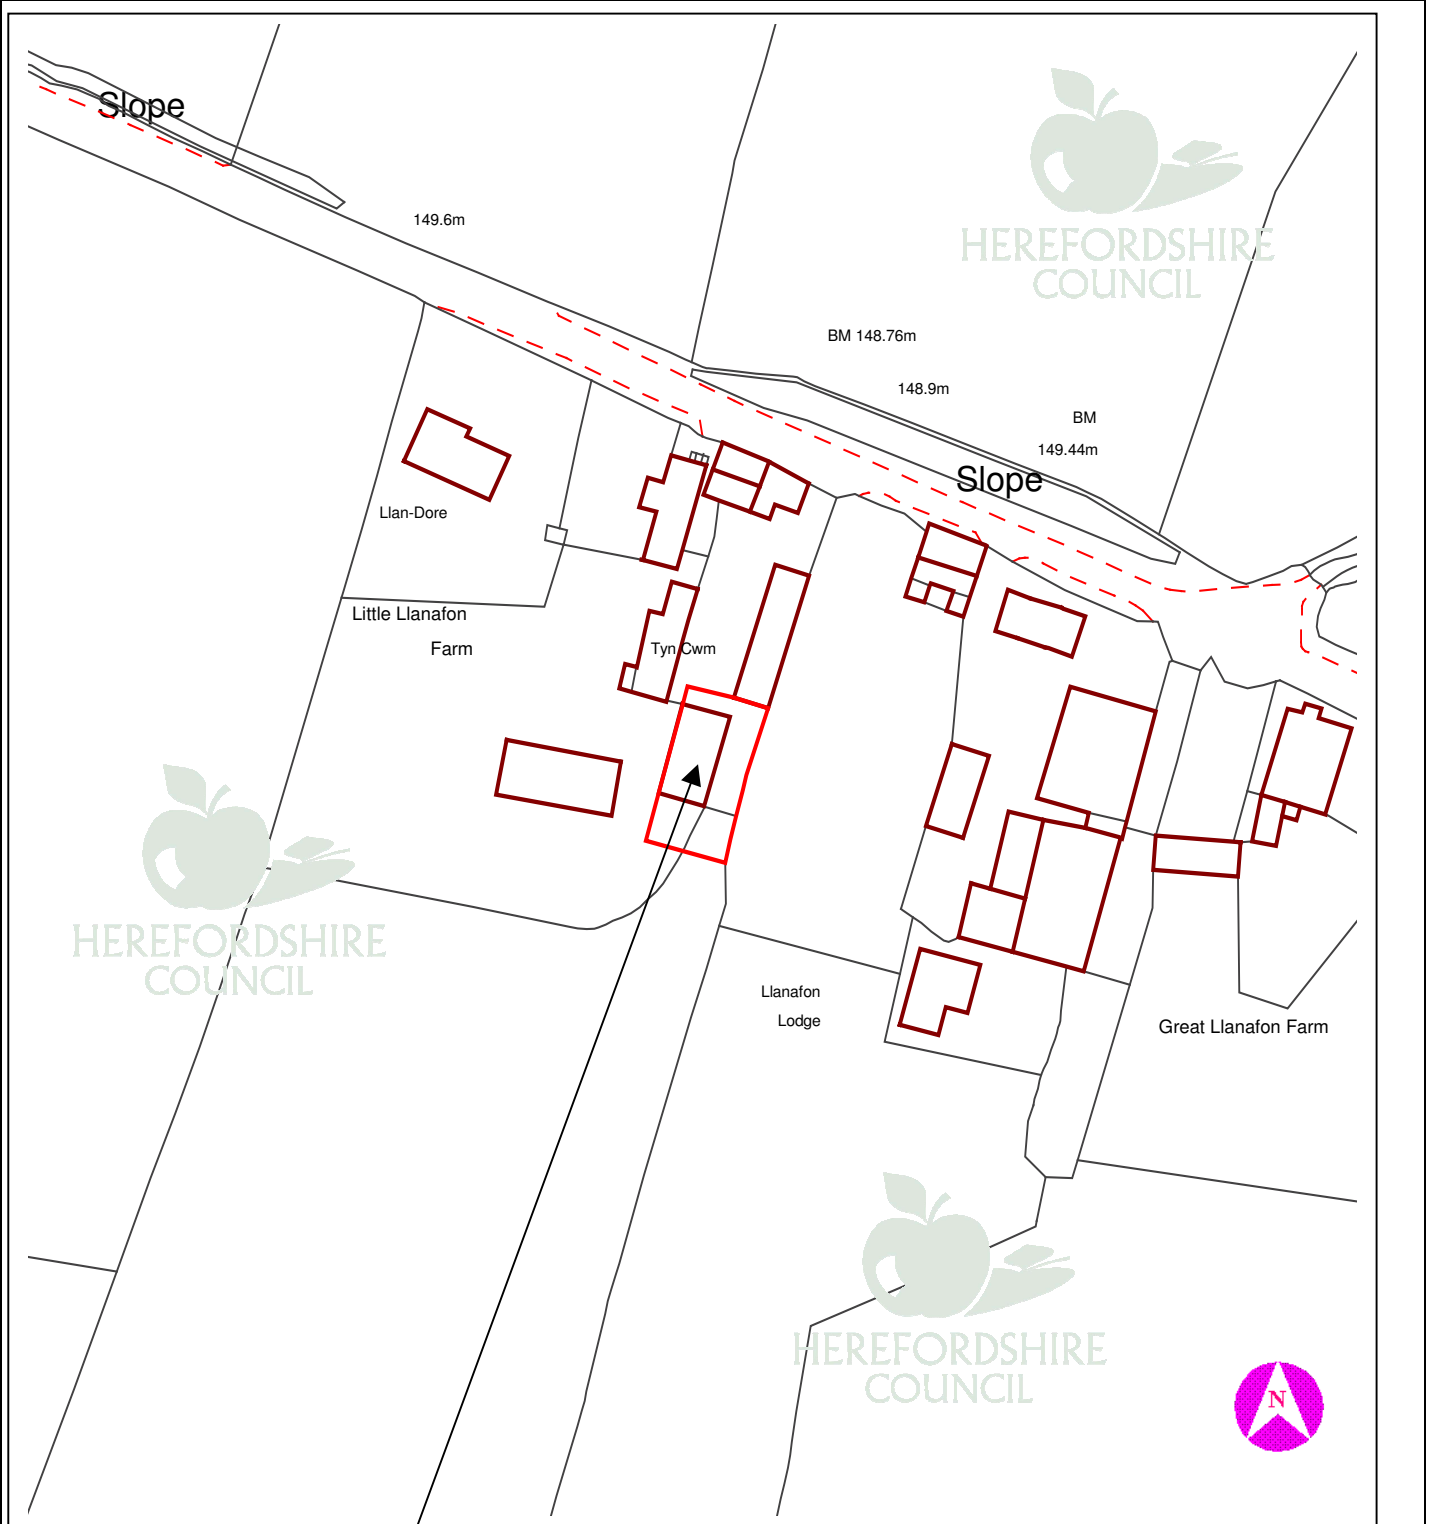 Slope
HEREFORDSHIRE
COUNCIL
149.6m
BM 148.76m
148.9m
BM
149.44m
Slope
Llan-Dore
Little Llanafon
Farm
Tyn Cwm
HEREFORDSHIRE
COUNCIL
Llanafon
Lodge
Great Llanafon Farm
HEREFORDSHIRE
COUNCIL
N